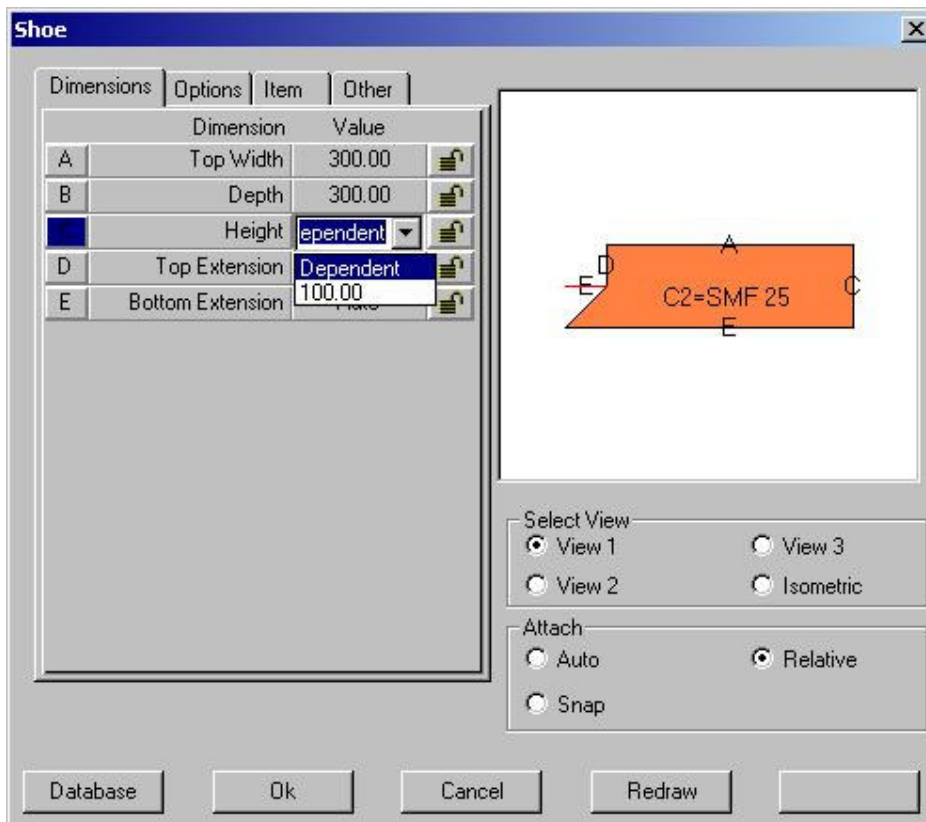 Shoe
Dimensions Options Item Other
Dimension Value
A Top Width 300.00
B Depth 300.00
Height ependent
D Top Extension Dependent
100.00
E Bottom Extension
A
D
E C2=SMF 25 C
E
Select View
View 1 View 3
View 2 Isometric
Attach
Auto Relative
Snap
Database Ok Cancel Redraw